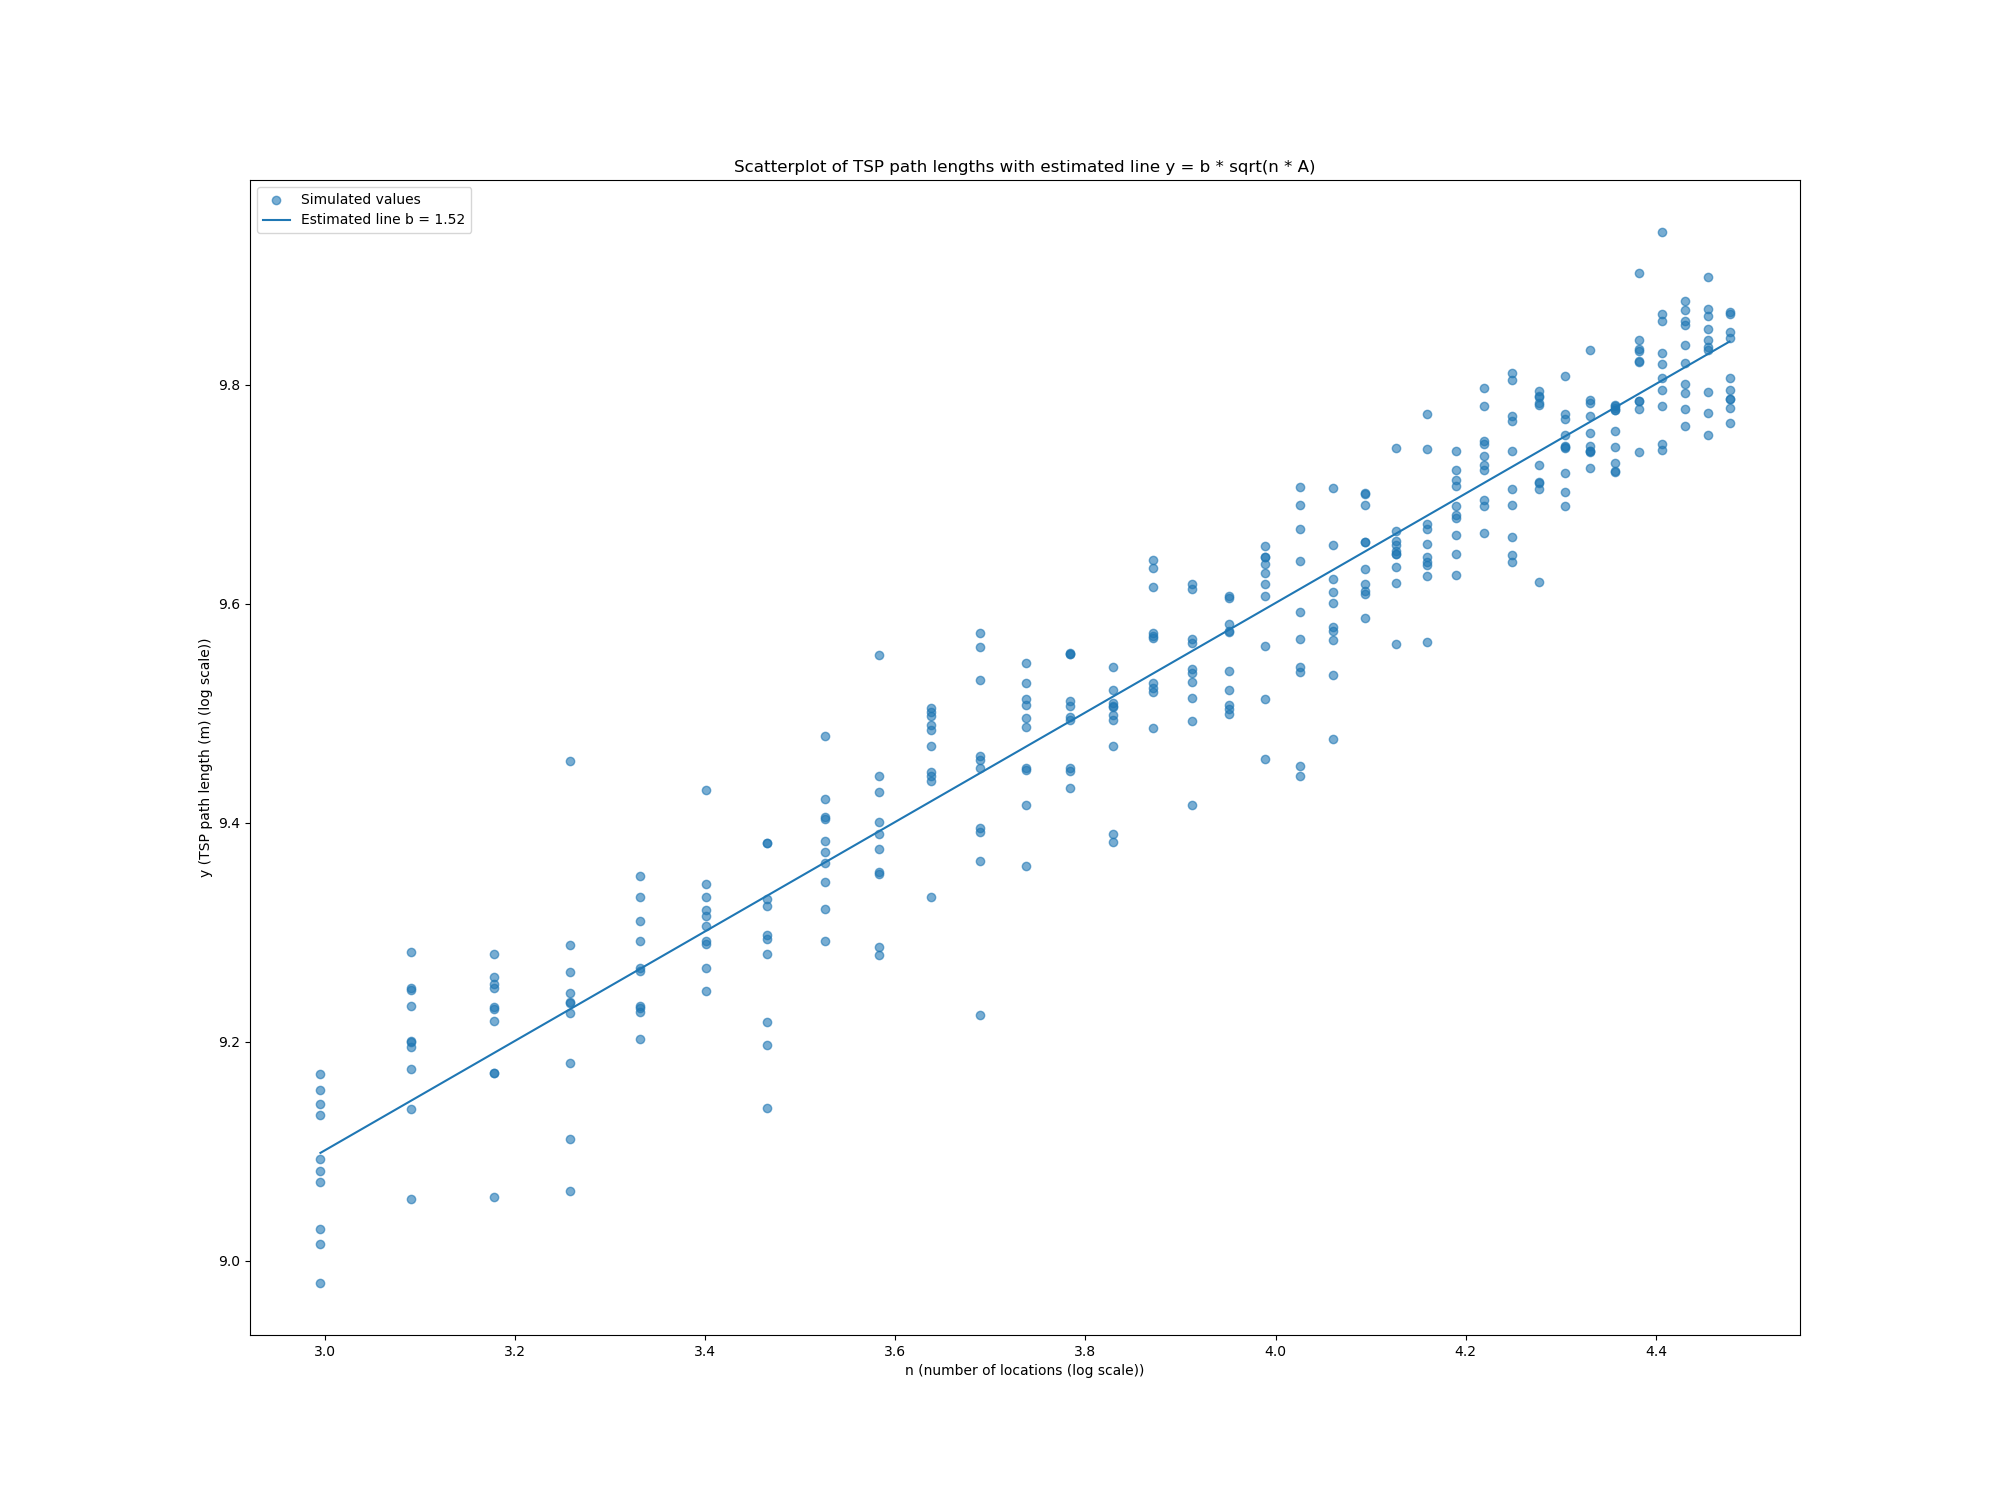 Scatterplot of TSP path lengths with estimated line y = b * sqrt(n * A)
Simulated values
Estimated line b = 1.52
9.8
9.6
9.4
9.2
9.0
y (TSP path length (m) (log scale))
3.0 3.2 3.4 3.6 3.8 4.0 4.2 4.4
n (number of locations (log scale))